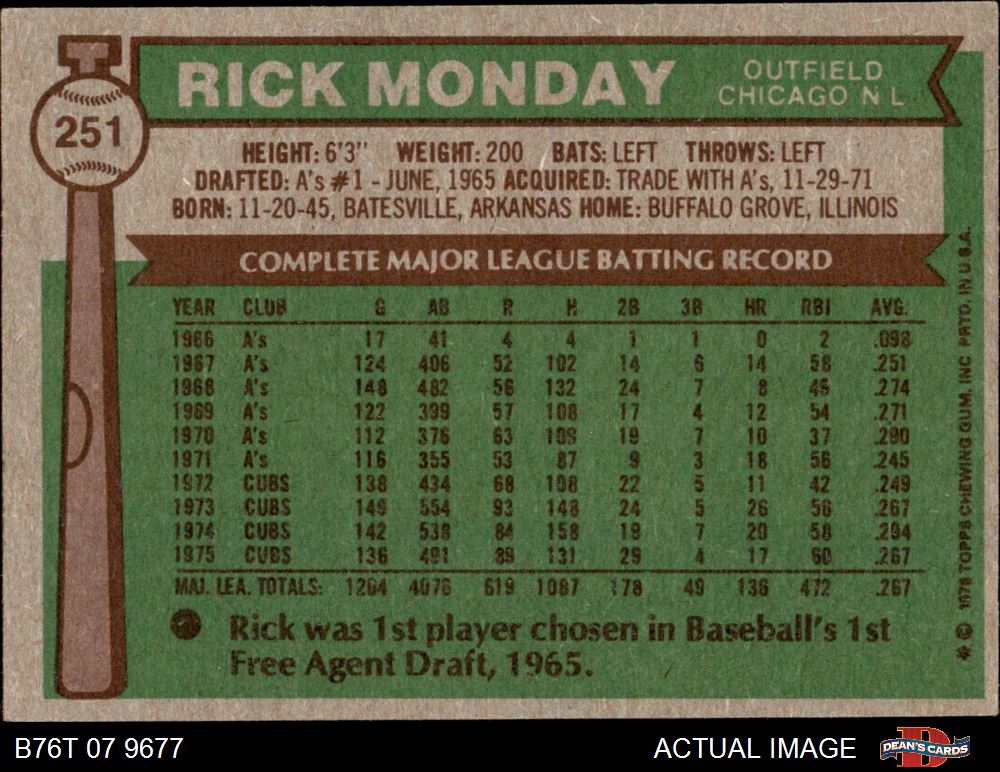 251
RICK MONDAY
OUTFIELD
CHICAGO N L
HEIGHT: 6'3" WEIGHT: 200 BATS: LEFT THROWS: LEFT
DRAFTED: A's #1 - JUNE, 1965 ACQUIRED: TRADE WITH A's, 11-29-71
BORN: 11-20-45, BATESVILLE, ARKANSAS HOME: BUFFALO GROVE, ILLINOIS
COMPLETE MAJOR LEAGUE BATTING RECORD
YEAR CLUB G AB R H 2B 3B HR RBI AVG.
1966 A's 17 41 4 4 1 1 0 2 .098
1967 A's 124 406 52 102 14 6 14 58 .251
1968 A's 148 482 56 132 24 7 8 49 .274
1969 A's 122 399 57 108 17 4 12 54 .271
1970 A's 112 376 63 109 19 7 10 37 .290
1971 A's 116 355 53 87 9 3 18 56 .245
1972 CUBS 138 434 68 108 22 5 11 42 .249
1973 CUBS 149 554 93 148 24 5 26 56 .267
1974 CUBS 142 538 84 158 19 7 20 58 .294
1975 CUBS 136 491 89 131 29 4 17 60 .267
MAJ. LEA. TOTALS: 1204 4076 619 1087 178 49 136 472 .267
Rick was 1st player chosen in Baseball's 1st
Free Agent Draft, 1965.
* © 1976 TOPPS CHEWING GUM, INC PRTD. IN U.S.A.
B76T 07 9677
ACTUAL IMAGE
DEAN'S CARDS